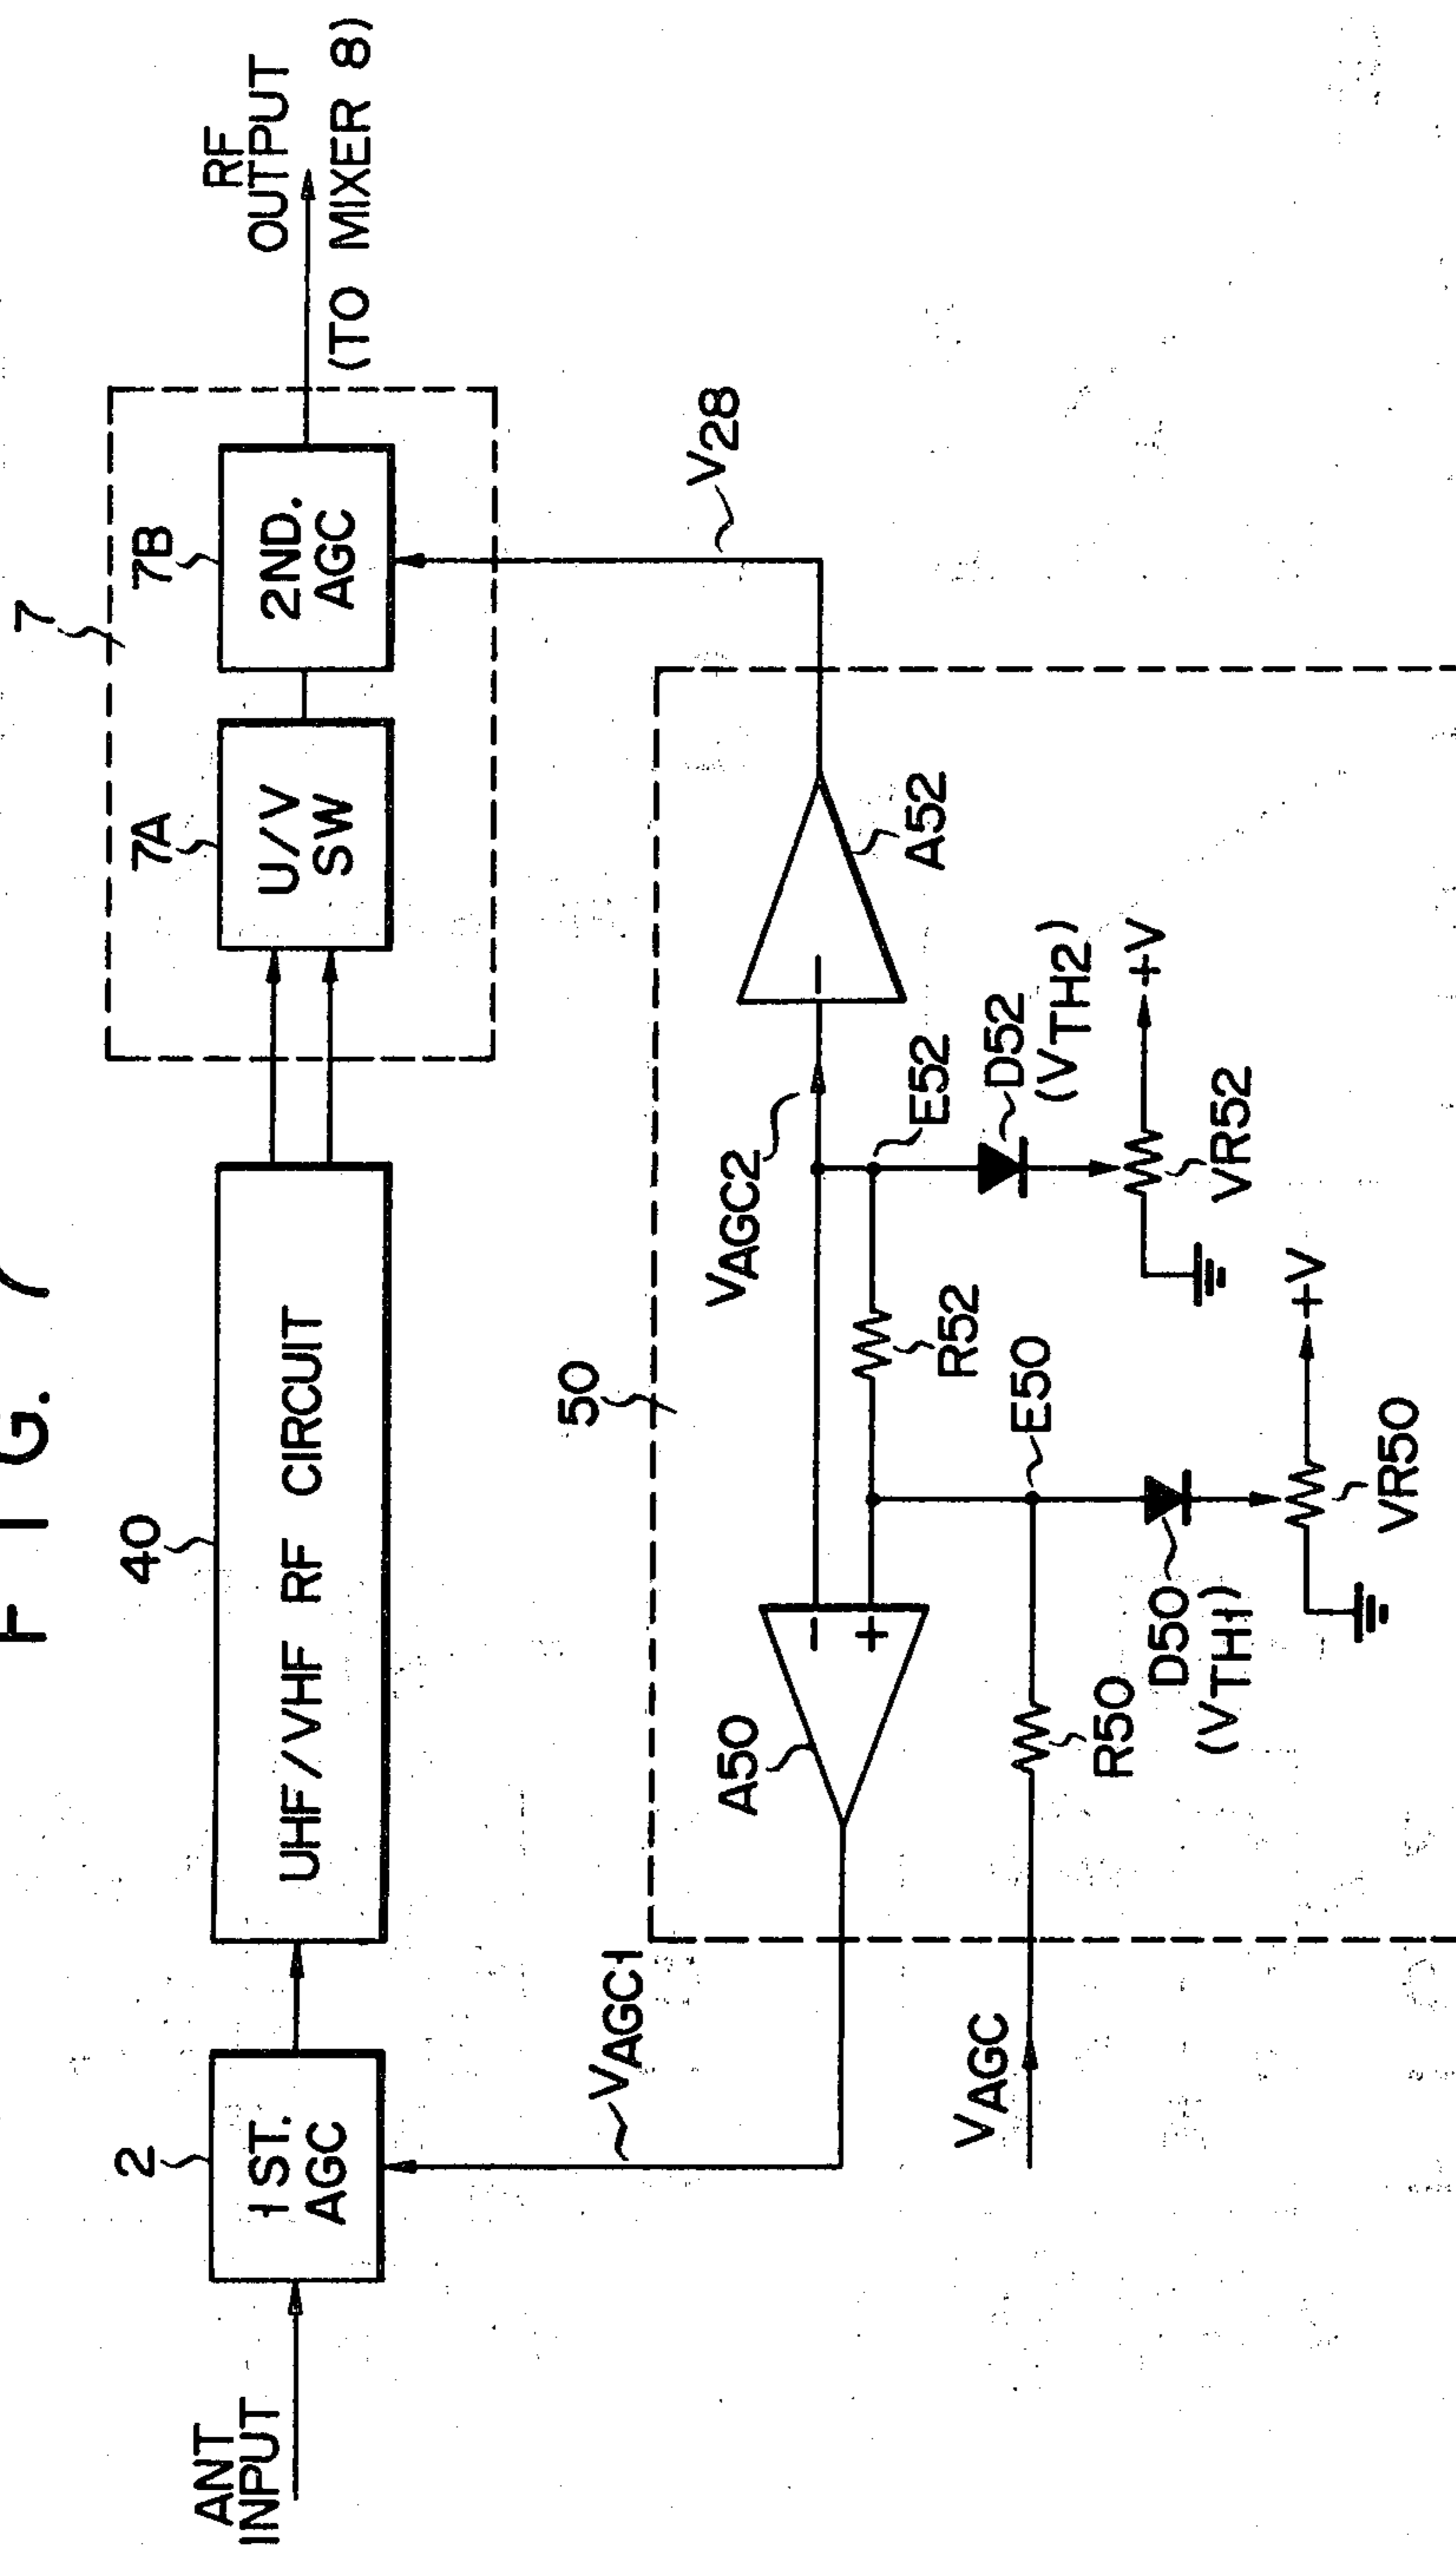 FIG. 7
ANT
INPUT
2
1ST.
AGC
40
UHF/VHF RF CIRCUIT
7
7A
U/V
SW
7B
2ND.
AGC
RF
OUTPUT
(TO MIXER 8)
VAGC1
50
V28
A50
-
+
VAGC2
-
A52
R52
E52
D52
(VTH2)
+V
VR52
VAGC
R50
E50
D50
(VTH1)
+V
VR50